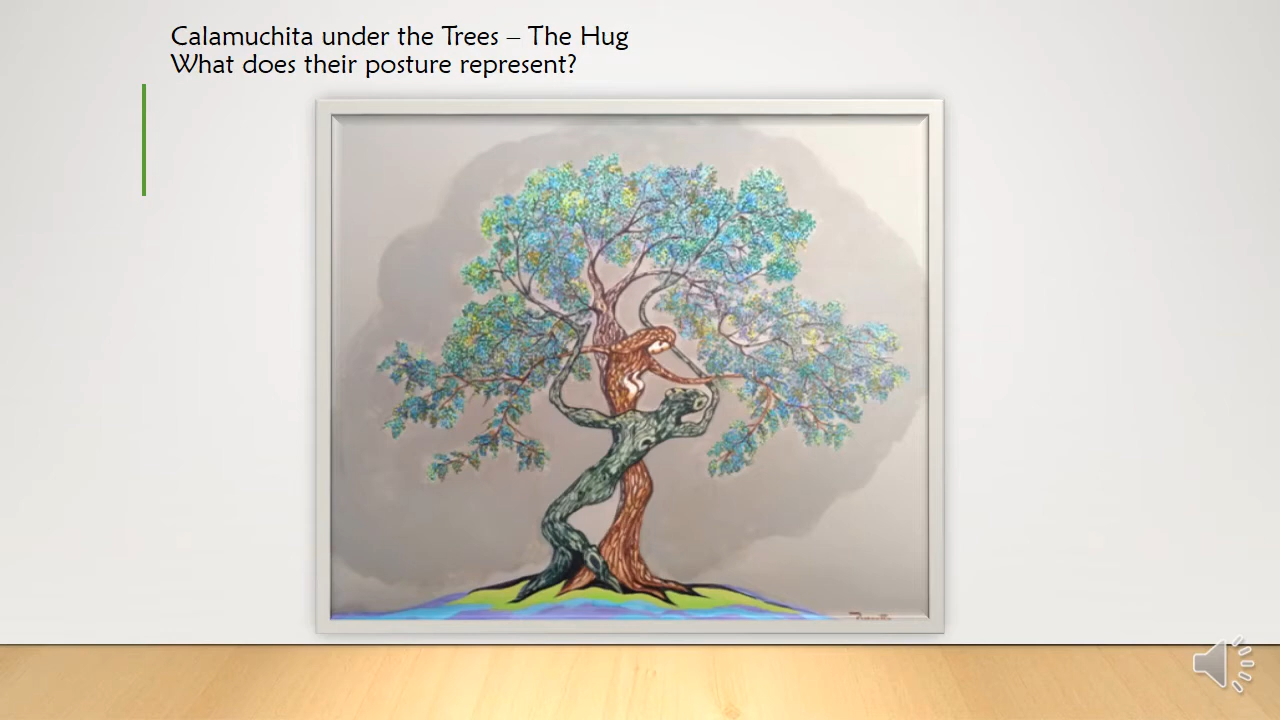 Calamuchita under the Trees – The Hug
What does their posture represent?